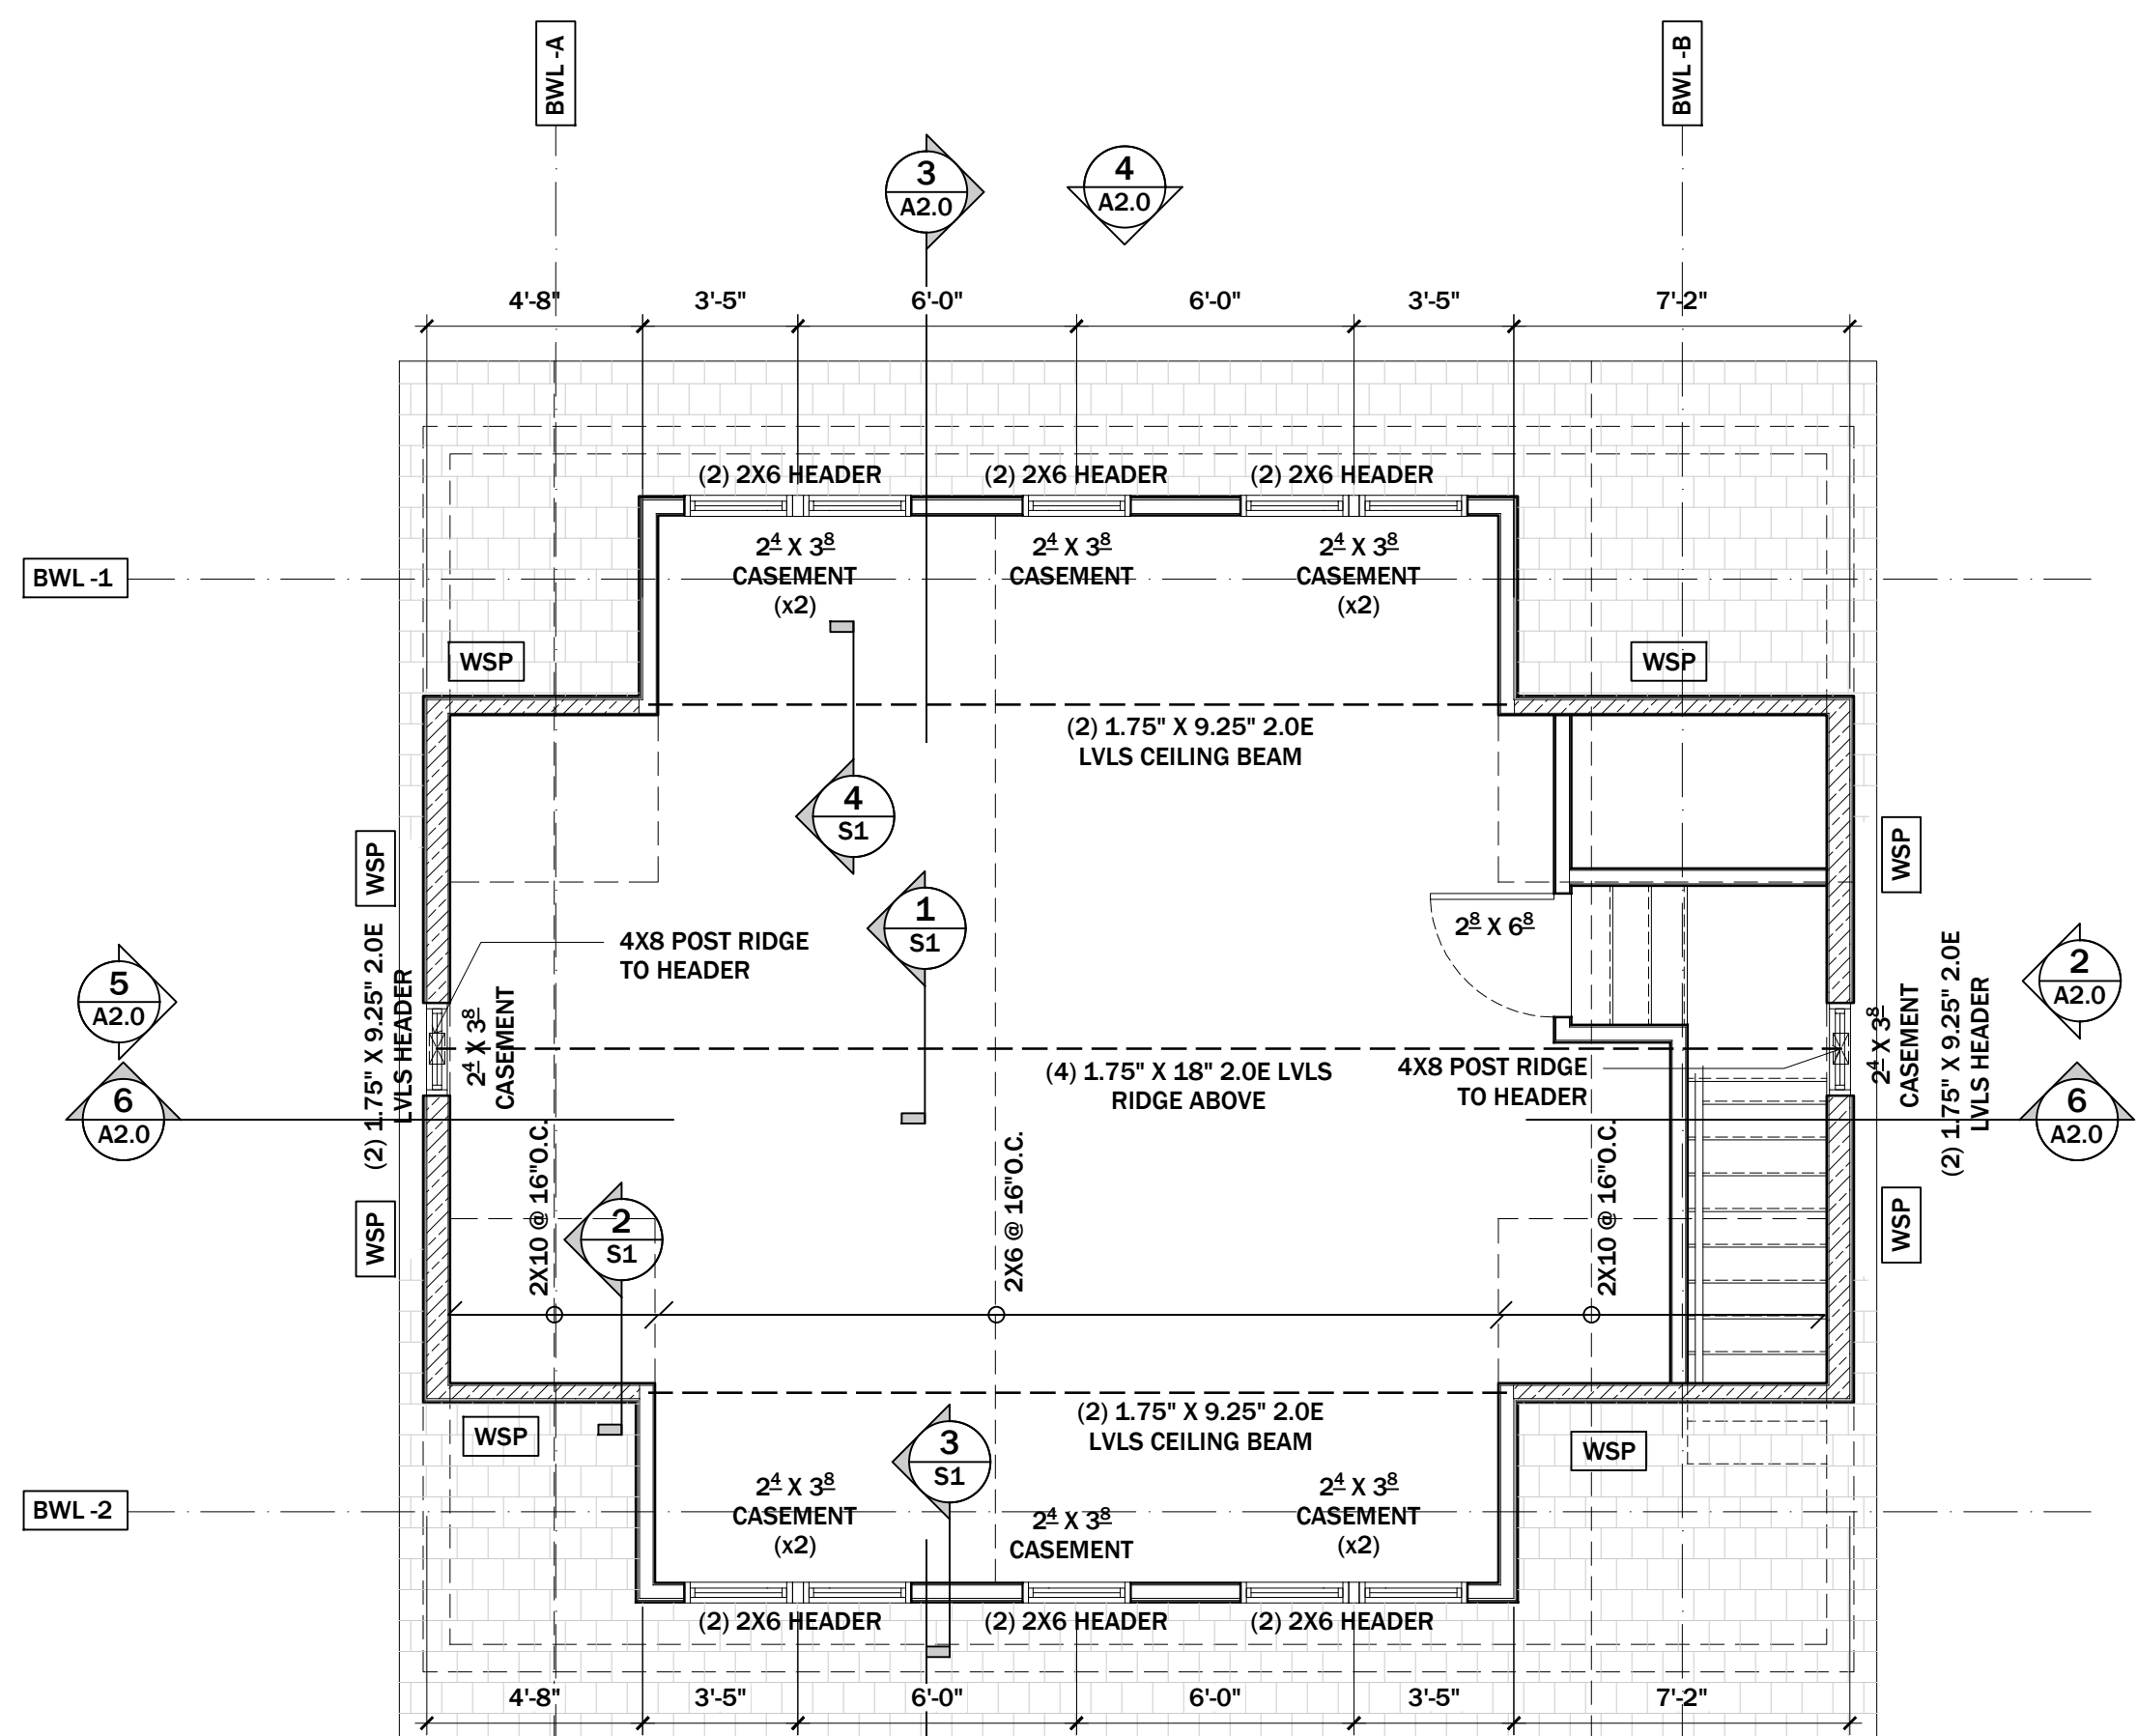 BWL -A
BWL -B
3
A2.0
4
A2.0
4'-8"
3'-5"
6'-0"
6'-0"
3'-5"
7'-2"
(2) 2X6 HEADER
(2) 2X6 HEADER
(2) 2X6 HEADER
BWL -1
2⁴ X 3⁸
CASEMENT
(x2)
2⁴ X 3⁸
CASEMENT
2⁴ X 3⁸
CASEMENT
(x2)
WSP
WSP
(2) 1.75" X 9.25" 2.0E
LVLS CEILING BEAM
4
S1
WSP
WSP
1
S1
2⁸ X 6⁸
4X8 POST RIDGE
TO HEADER
5
A2.0
2
A2.0
(2) 1.75" X 9.25" 2.0E
LVLS HEADER
2⁴ X 3⁸
CASEMENT
2⁴ X 3⁸
CASEMENT
(2) 1.75" X 9.25" 2.0E
LVLS HEADER
(4) 1.75" X 18" 2.0E LVLS
RIDGE ABOVE
4X8 POST RIDGE
TO HEADER
6
A2.0
6
A2.0
2X10 @ 16"O.C.
2X6 @ 16"O.C.
2X10 @ 16"O.C.
WSP
2
S1
WSP
WSP
(2) 1.75" X 9.25" 2.0E
LVLS CEILING BEAM
WSP
3
S1
BWL -2
2⁴ X 3⁸
CASEMENT
(x2)
2⁴ X 3⁸
CASEMENT
2⁴ X 3⁸
CASEMENT
(x2)
(2) 2X6 HEADER
(2) 2X6 HEADER
(2) 2X6 HEADER
4'-8"
3'-5"
6'-0"
6'-0"
3'-5"
7'-2"